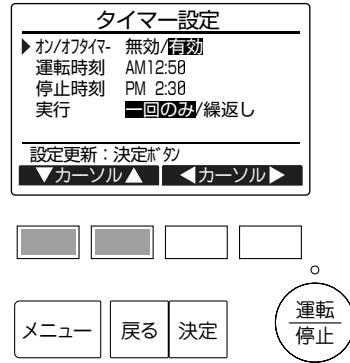 タイマー設定
▶ｵﾝ/ｵﾌﾀｲﾏｰ 無効/有効
運転時刻 AM12:50
停止時刻 PM 2:30
実行 一回のみ/繰返し
設定更新：決定ﾎﾞﾀﾝ
▼カーソル▲ ◀カーソル▶
メニュー 戻る 決定 運転
停止